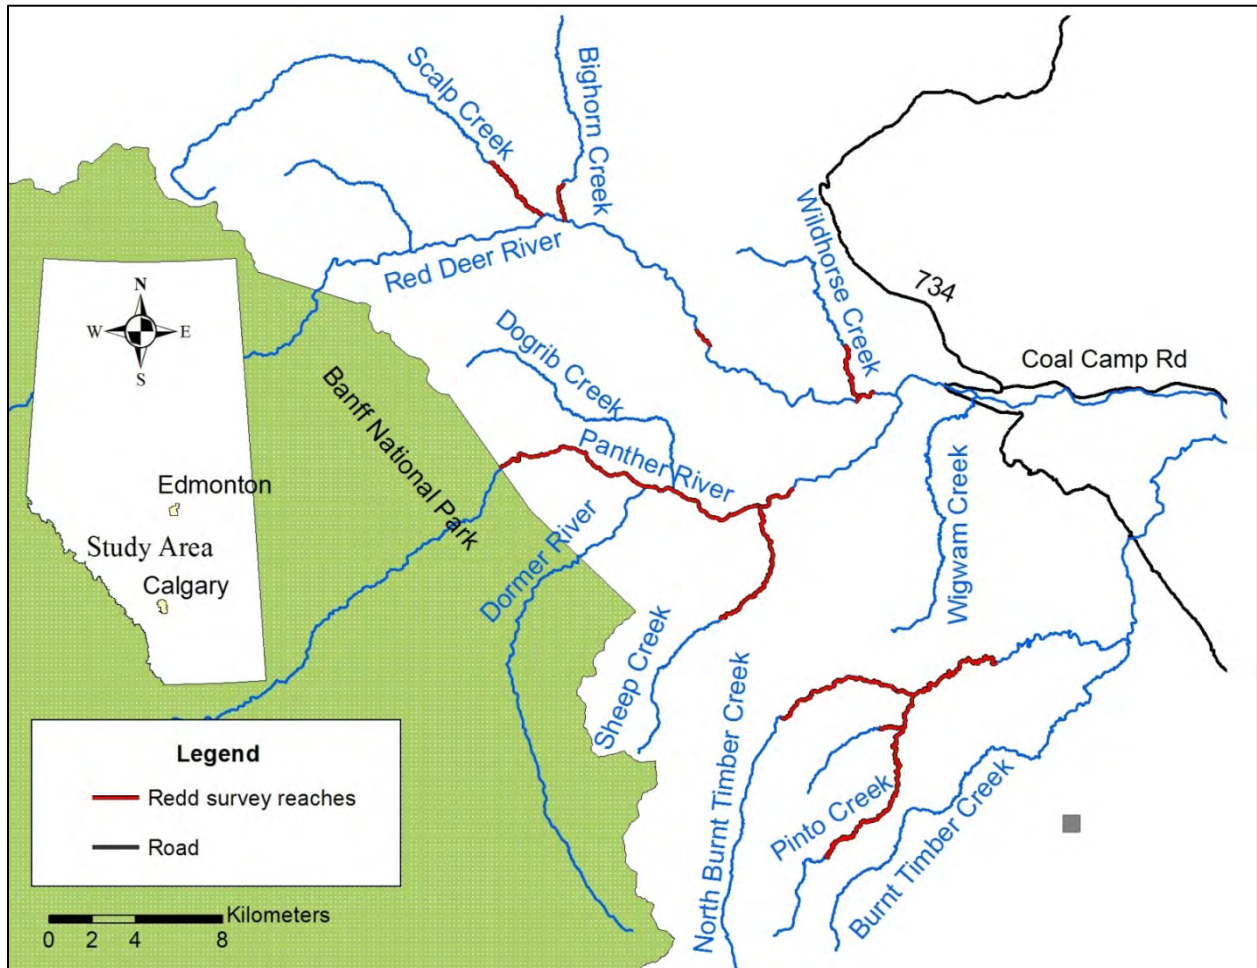 Scalp Creek
Bighorn Creek
Wildhorse Creek
734
Red Deer River
N
W
E
S
Coal Camp Rd
Dogrib Creek
Banff National Park
Panther River
Edmonton
Study Area
Calgary
Dormer River
Wigwam Creek
Sheep Creek
North Burnt Timber Creek
Pinto Creek
Burnt Timber Creek
Legend
Redd survey reaches
Road
Kilometers
0 2 4 8